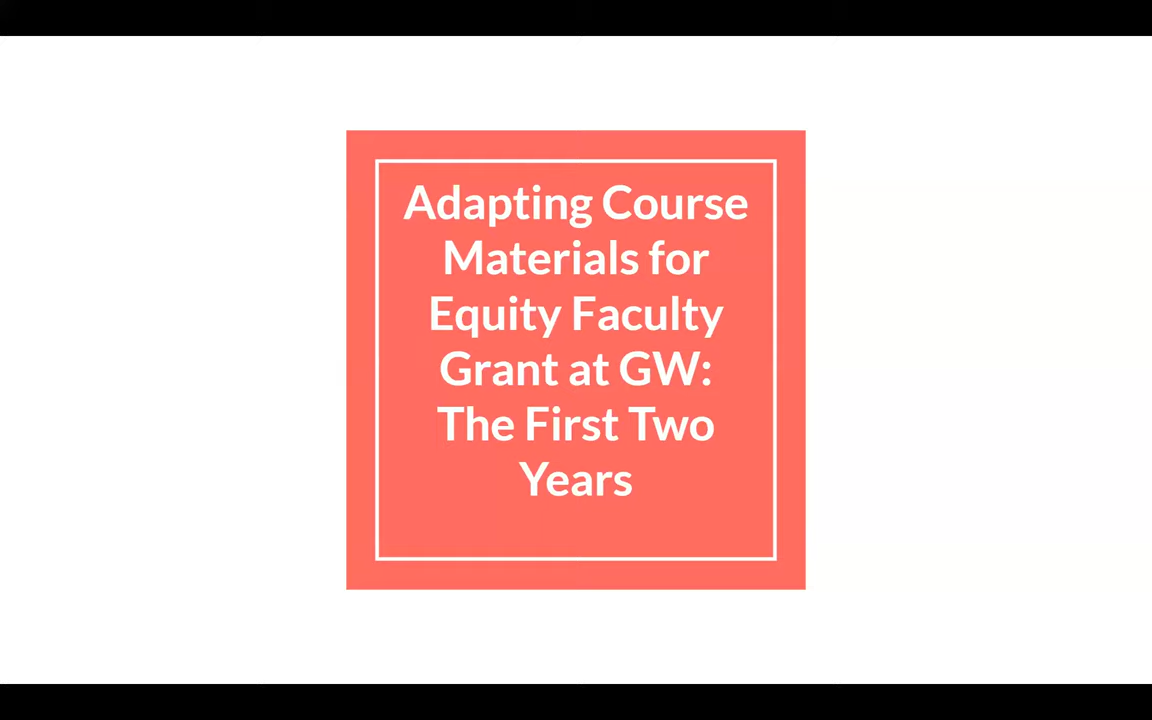 Adapting Course
Materials for
Equity Faculty
Grant at GW:
The First Two
Years